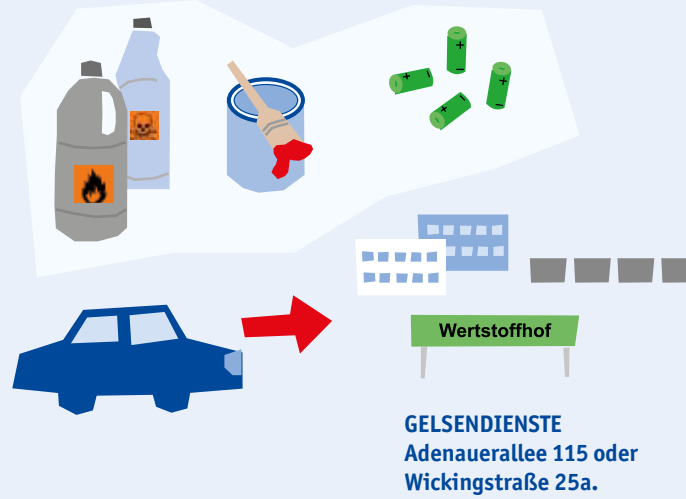 Wertstoffhof
GELSENDIENSTE
Adenauerallee 115 oder
Wickingstraße 25a.